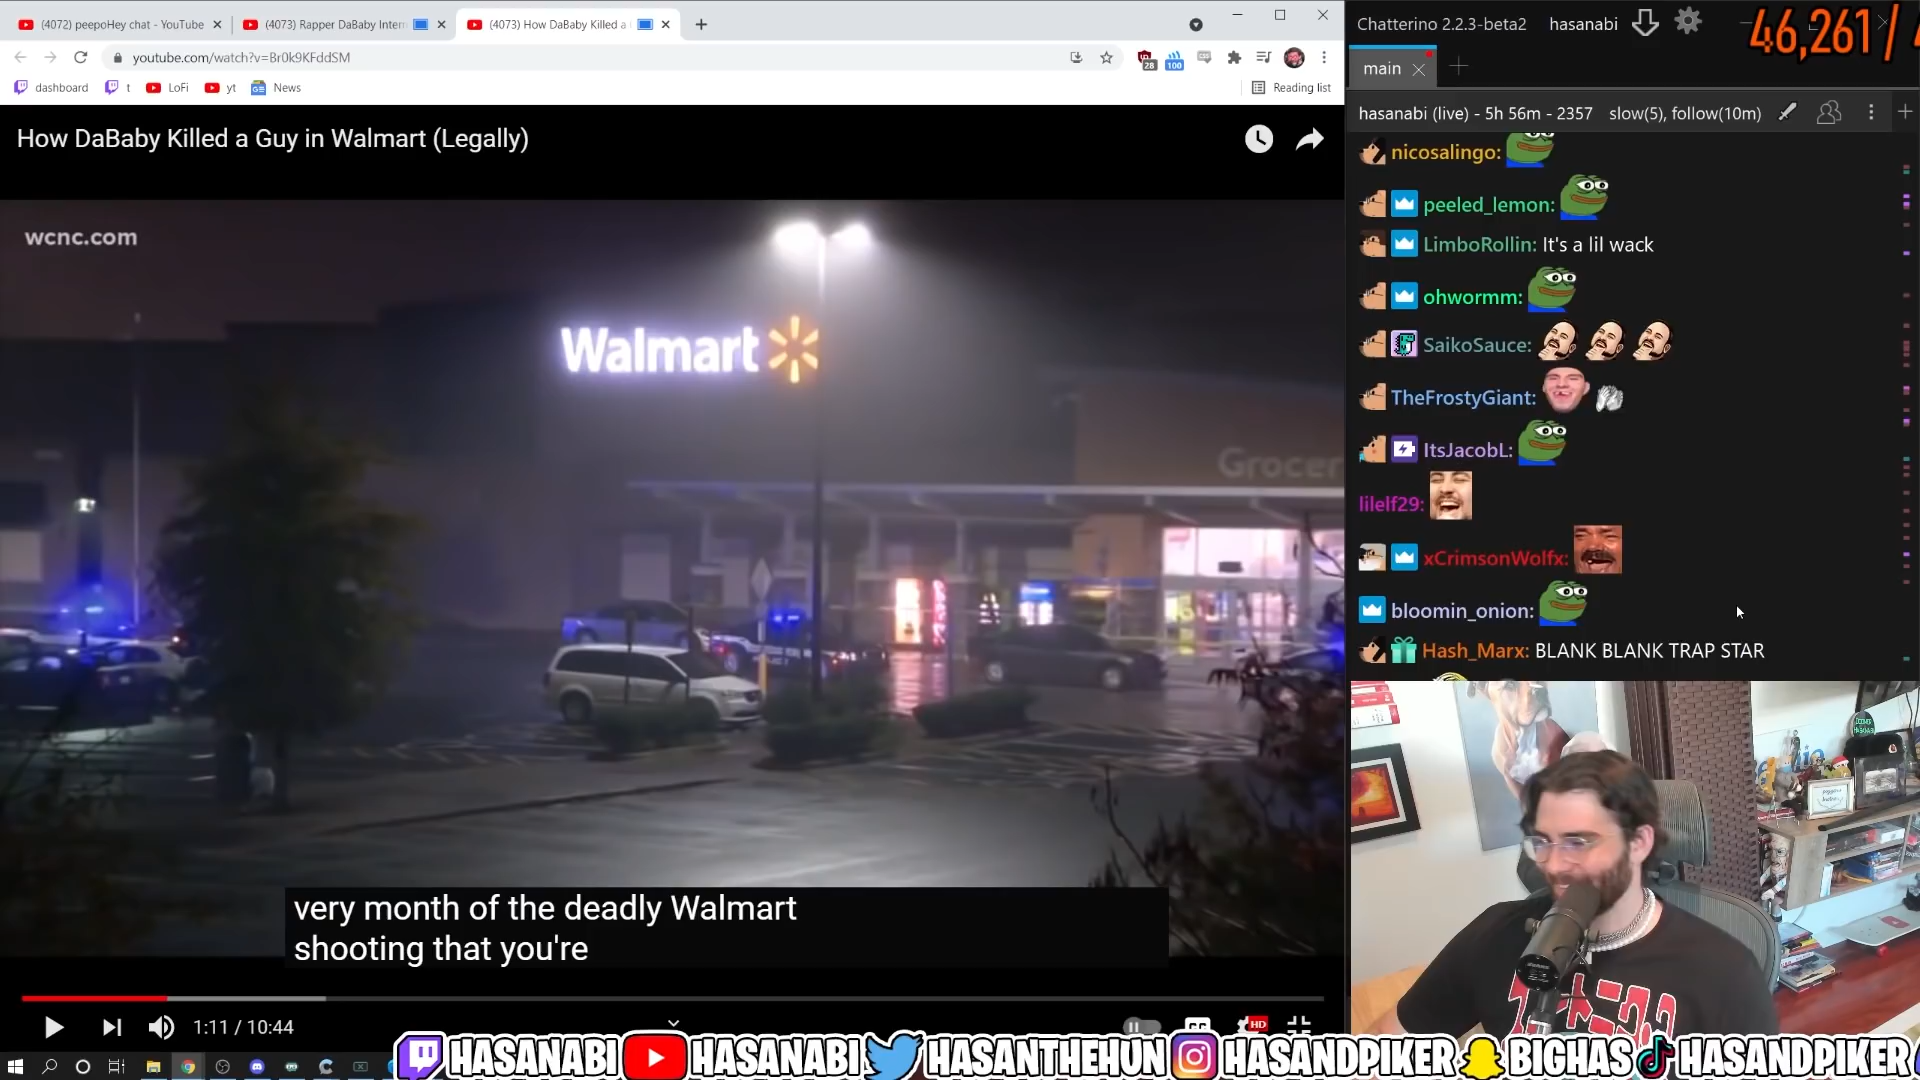 (4072) peepoHey chat - YouTube
(4073) Rapper DaBaby Inter
(4073) How DaBaby Killed a
youtube.com/watch?v=Br0k9KFddSM
28
100
dashboard
t
LoFi
yt
News
Reading list
How DaBaby Killed a Guy in Walmart (Legally)
wcnc.com
Walmart
Grocer
very month of the deadly Walmart
shooting that you're
1:11 / 10:44
HD
Chatterino 2.2.3-beta2
hasanabi
46,261 /
main
hasanabi (live) - 5h 56m - 2357 slow(5), follow(10m)
nicosalingo:
peeled_lemon:
LimboRollin: It's a lil wack
ohwormm:
SaikoSauce:
TheFrostyGiant:
ItsJacobL:
lilelf29:
xCrimsonWolfx:
bloomin_onion:
Hash_Marx: BLANK BLANK TRAP STAR
HASANABI HASANABI HASANTHEHUN HASANDPIKER BIGHAS HASANDPIKER